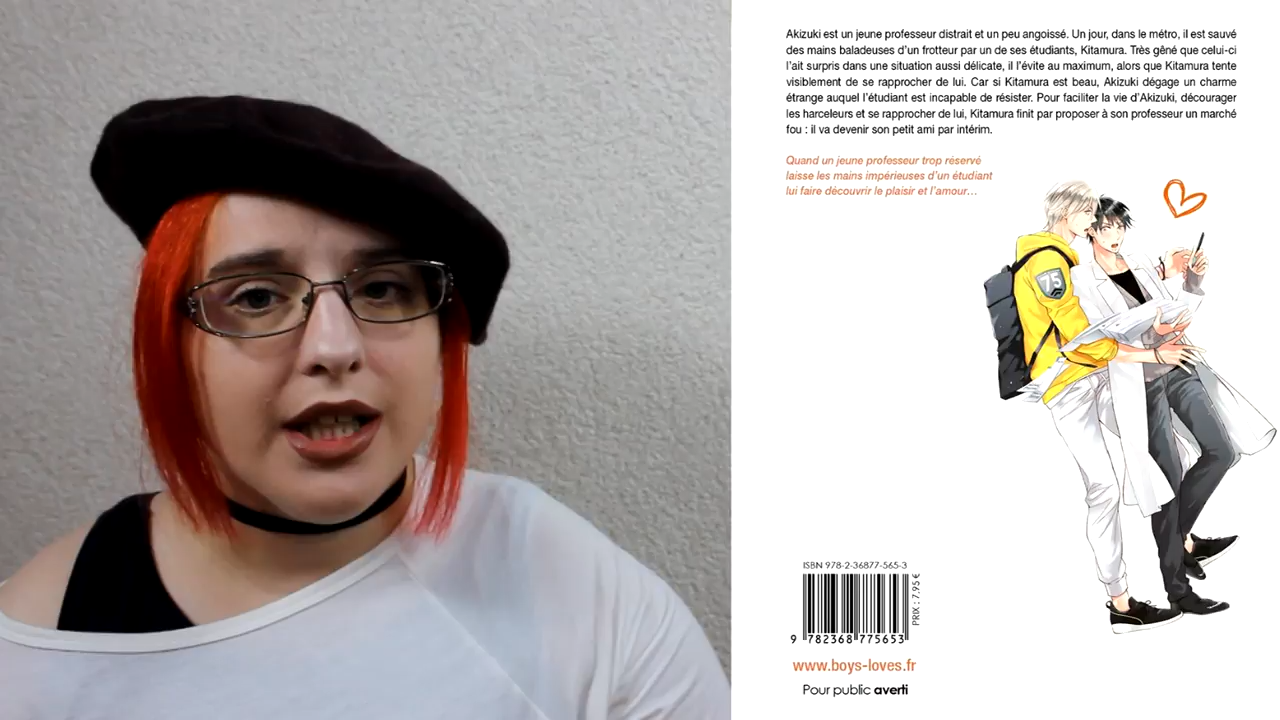 Akizuki est un jeune professeur distrait et un peu angoissé. Un jour, dans le métro, il est sauvé
des mains baladeuses d'un frotteur par un de ses étudiants, Kitamura. Très gêné que celui-ci
l'ait surpris dans une situation aussi délicate, il l'évite au maximum, alors que Kitamura tente
visiblement de se rapprocher de lui. Car si Kitamura est beau, Akizuki dégage un charme
étrange auquel l'étudiant est incapable de résister. Pour faciliter la vie d'Akizuki, décourager
les harceleurs et se rapprocher de lui, Kitamura finit par proposer à son professeur un marché
fou : il va devenir son petit ami par intérim.
Quand un jeune professeur trop réservé
laisse les mains impérieuses d'un étudiant
lui faire découvrir le plaisir et l'amour...
75
ISBN 978-2-36877-565-3
PRIX : 7,95 €
9 782368 775653
www.boys-loves.fr
Pour public averti